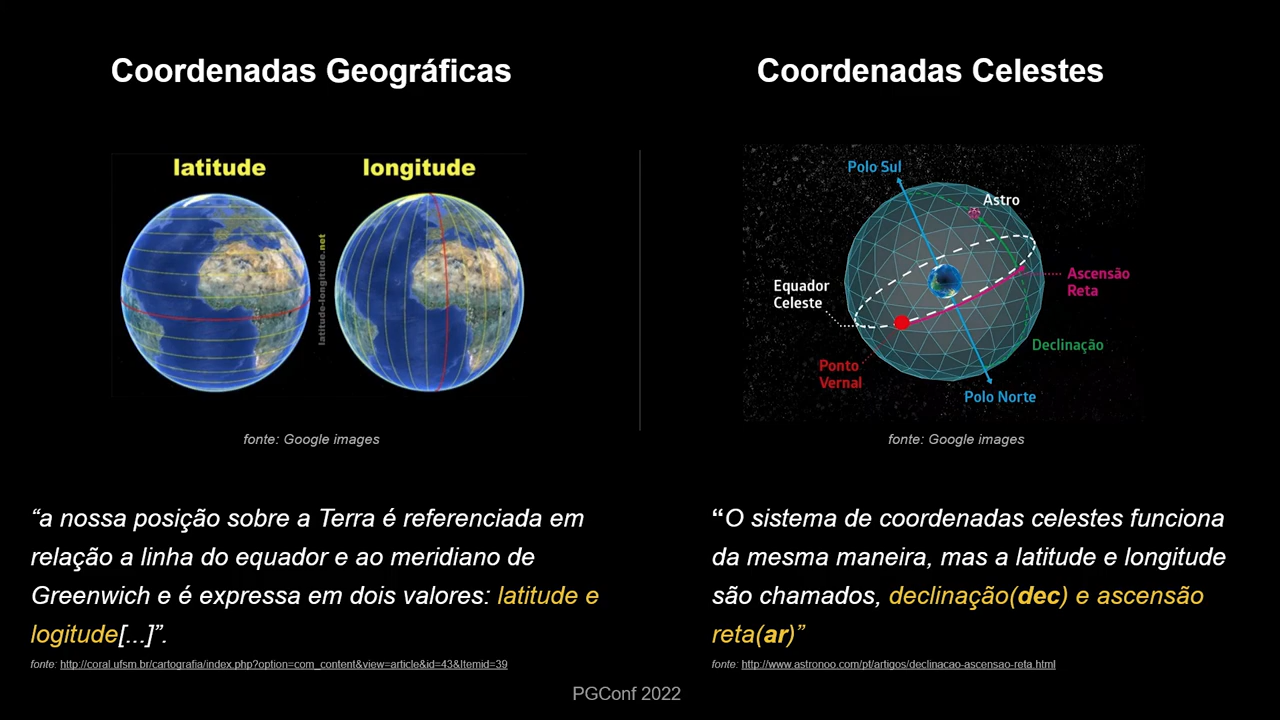 Coordenadas Geográficas
latitude
longitude
latitude-longitude.net
fonte: Google images
“a nossa posição sobre a Terra é referenciada em
relação a linha do equador e ao meridiano de
Greenwich e é expressa em dois valores: latitude e
logitude[...]”.
fonte: http://coral.ufsm.br/cartografia/index.php?option=com_content&view=article&id=43&Itemid=39
Coordenadas Celestes
Polo Sul
Astro
Ascensão
Reta
Equador
Celeste
Declinação
Ponto
Vernal
Polo Norte
fonte: Google images
“O sistema de coordenadas celestes funciona
da mesma maneira, mas a latitude e longitude
são chamados, declinação(dec) e ascensão
reta(ar)”
fonte: http://www.astronoo.com/pt/artigos/declinacao-ascensao-reta.html
PGConf 2022